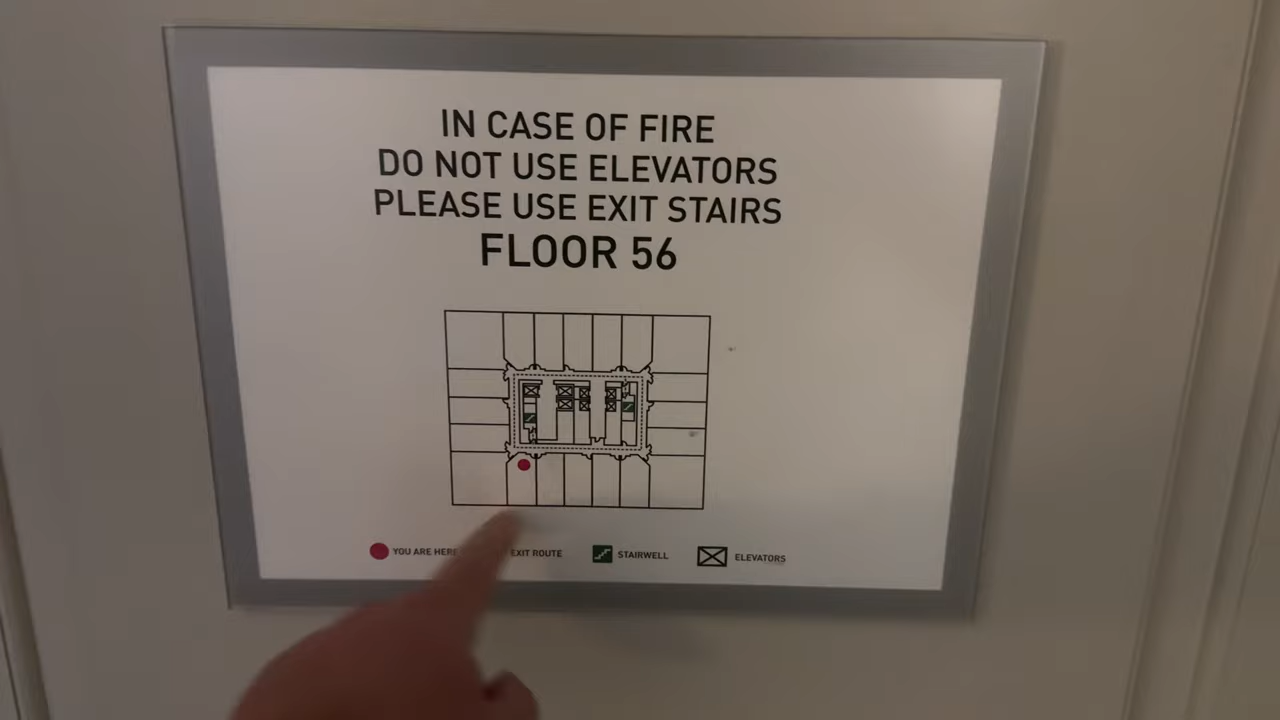 IN CASE OF FIRE
DO NOT USE ELEVATORS
PLEASE USE EXIT STAIRS
FLOOR 56
YOU ARE HERE EXIT ROUTE STAIRWELL ELEVATORS